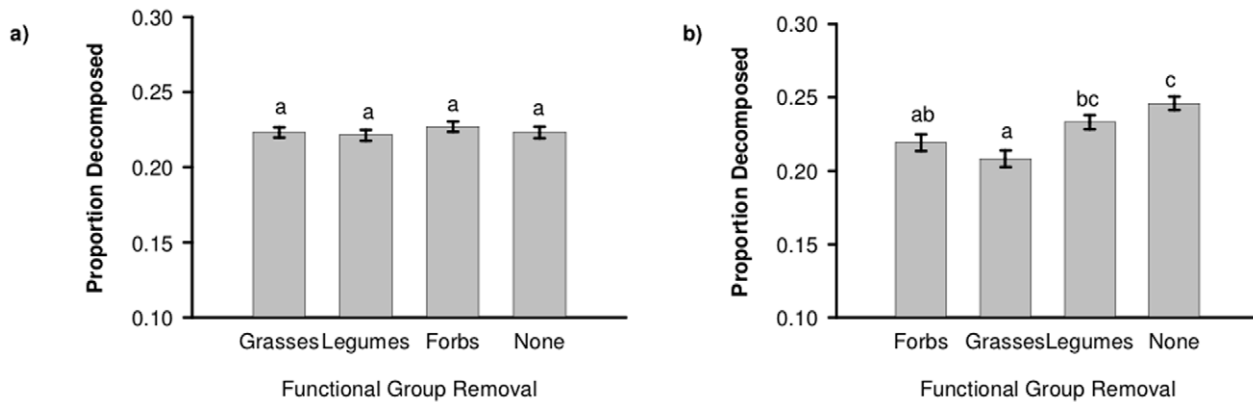 a)
Proportion Decomposed
0.30
0.25
0.20
0.15
0.10
a
a
a
a
Grasses Legumes Forbs None
Functional Group Removal
b)
Proportion Decomposed
0.30
0.25
0.20
0.15
0.10
ab
a
bc
c
Forbs Grasses Legumes None
Functional Group Removal